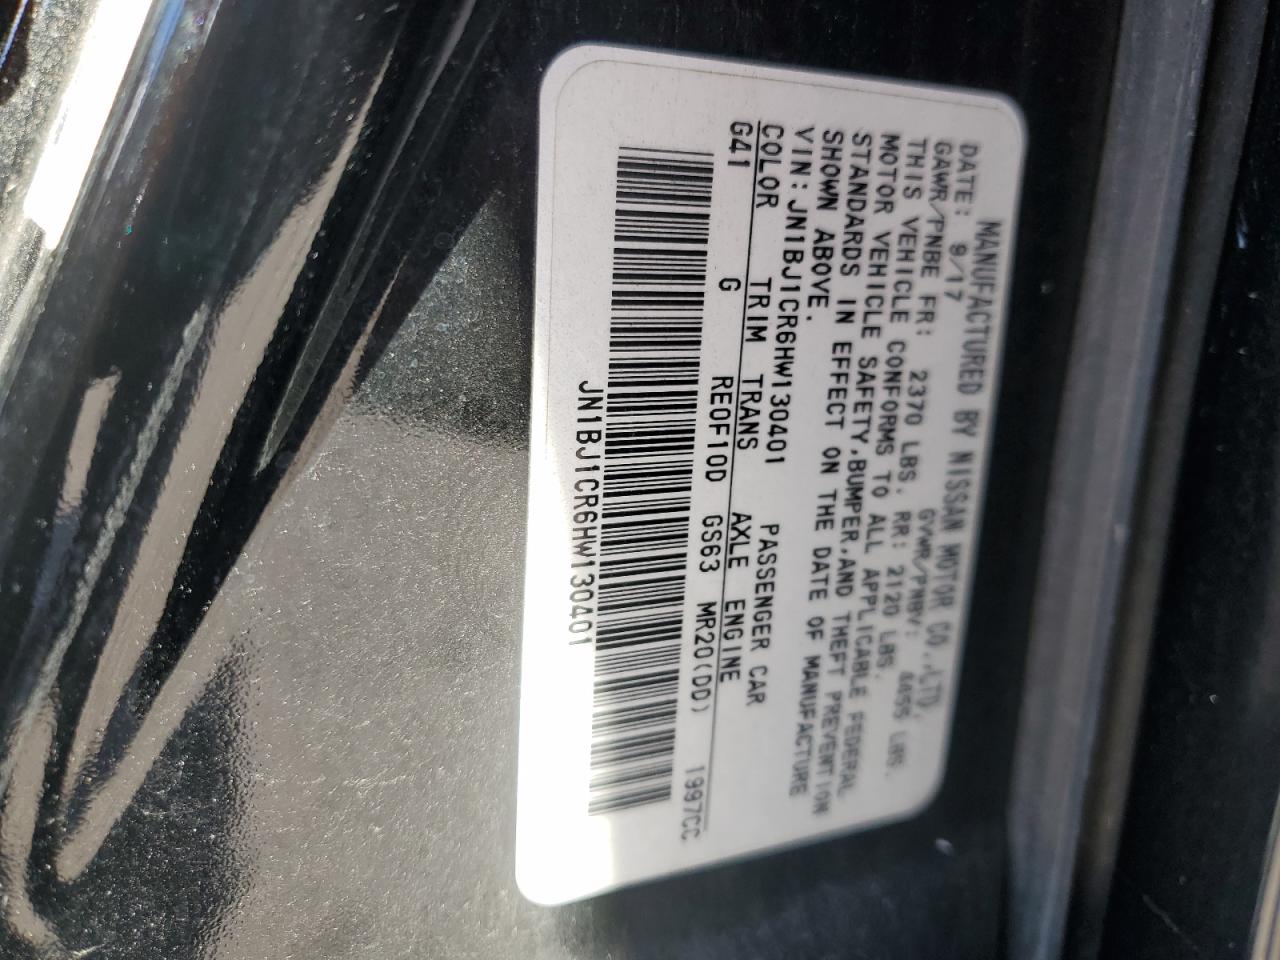 MANUFACTURED BY NISSAN MOTOR CO.,LTD.
DATE: 9/17 GVWR/PNBV: 4455 LBS.
GAWR/PNBE FR: 2370 LBS. RR: 2120 LBS.
THIS VEHICLE CONFORMS TO ALL APPLICABLE FEDERAL
MOTOR VEHICLE SAFETY,BUMPER,AND THEFT PREVENTION
STANDARDS IN EFFECT ON THE DATE OF MANUFACTURE
SHOWN ABOVE.
VIN:JN1BJ1CR6HW130401 PASSENGER CAR
COLOR TRIM TRANS AXLE ENGINE
G41 G RE0F10D GS63 MR20(DD) 1997CC
JN1BJ1CR6HW130401